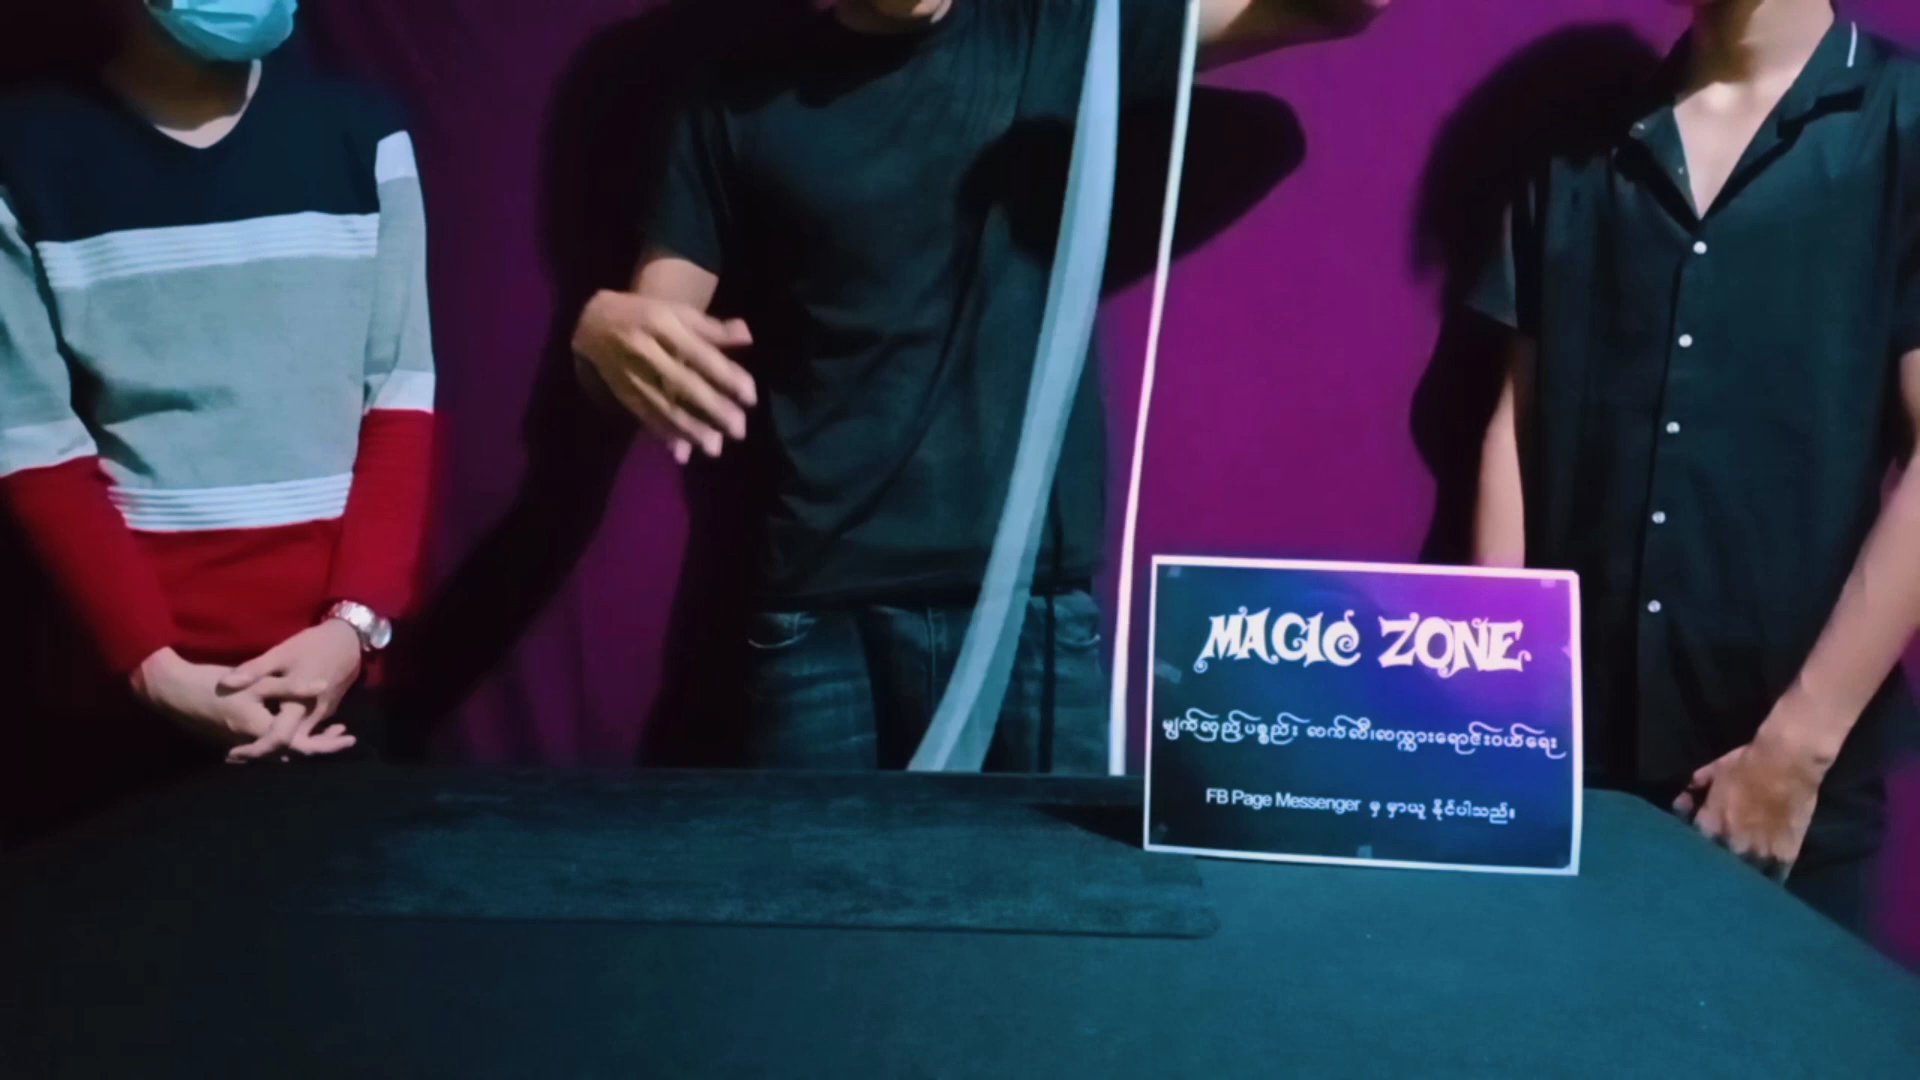 MAGIC ZONE
မျက်လှည့်ပစ္စည်း လက်လီ၊လက္ကားရောင်းဝယ်ရေး
FB Page Messenger မှ မှာယူ နိုင်ပါသည်။